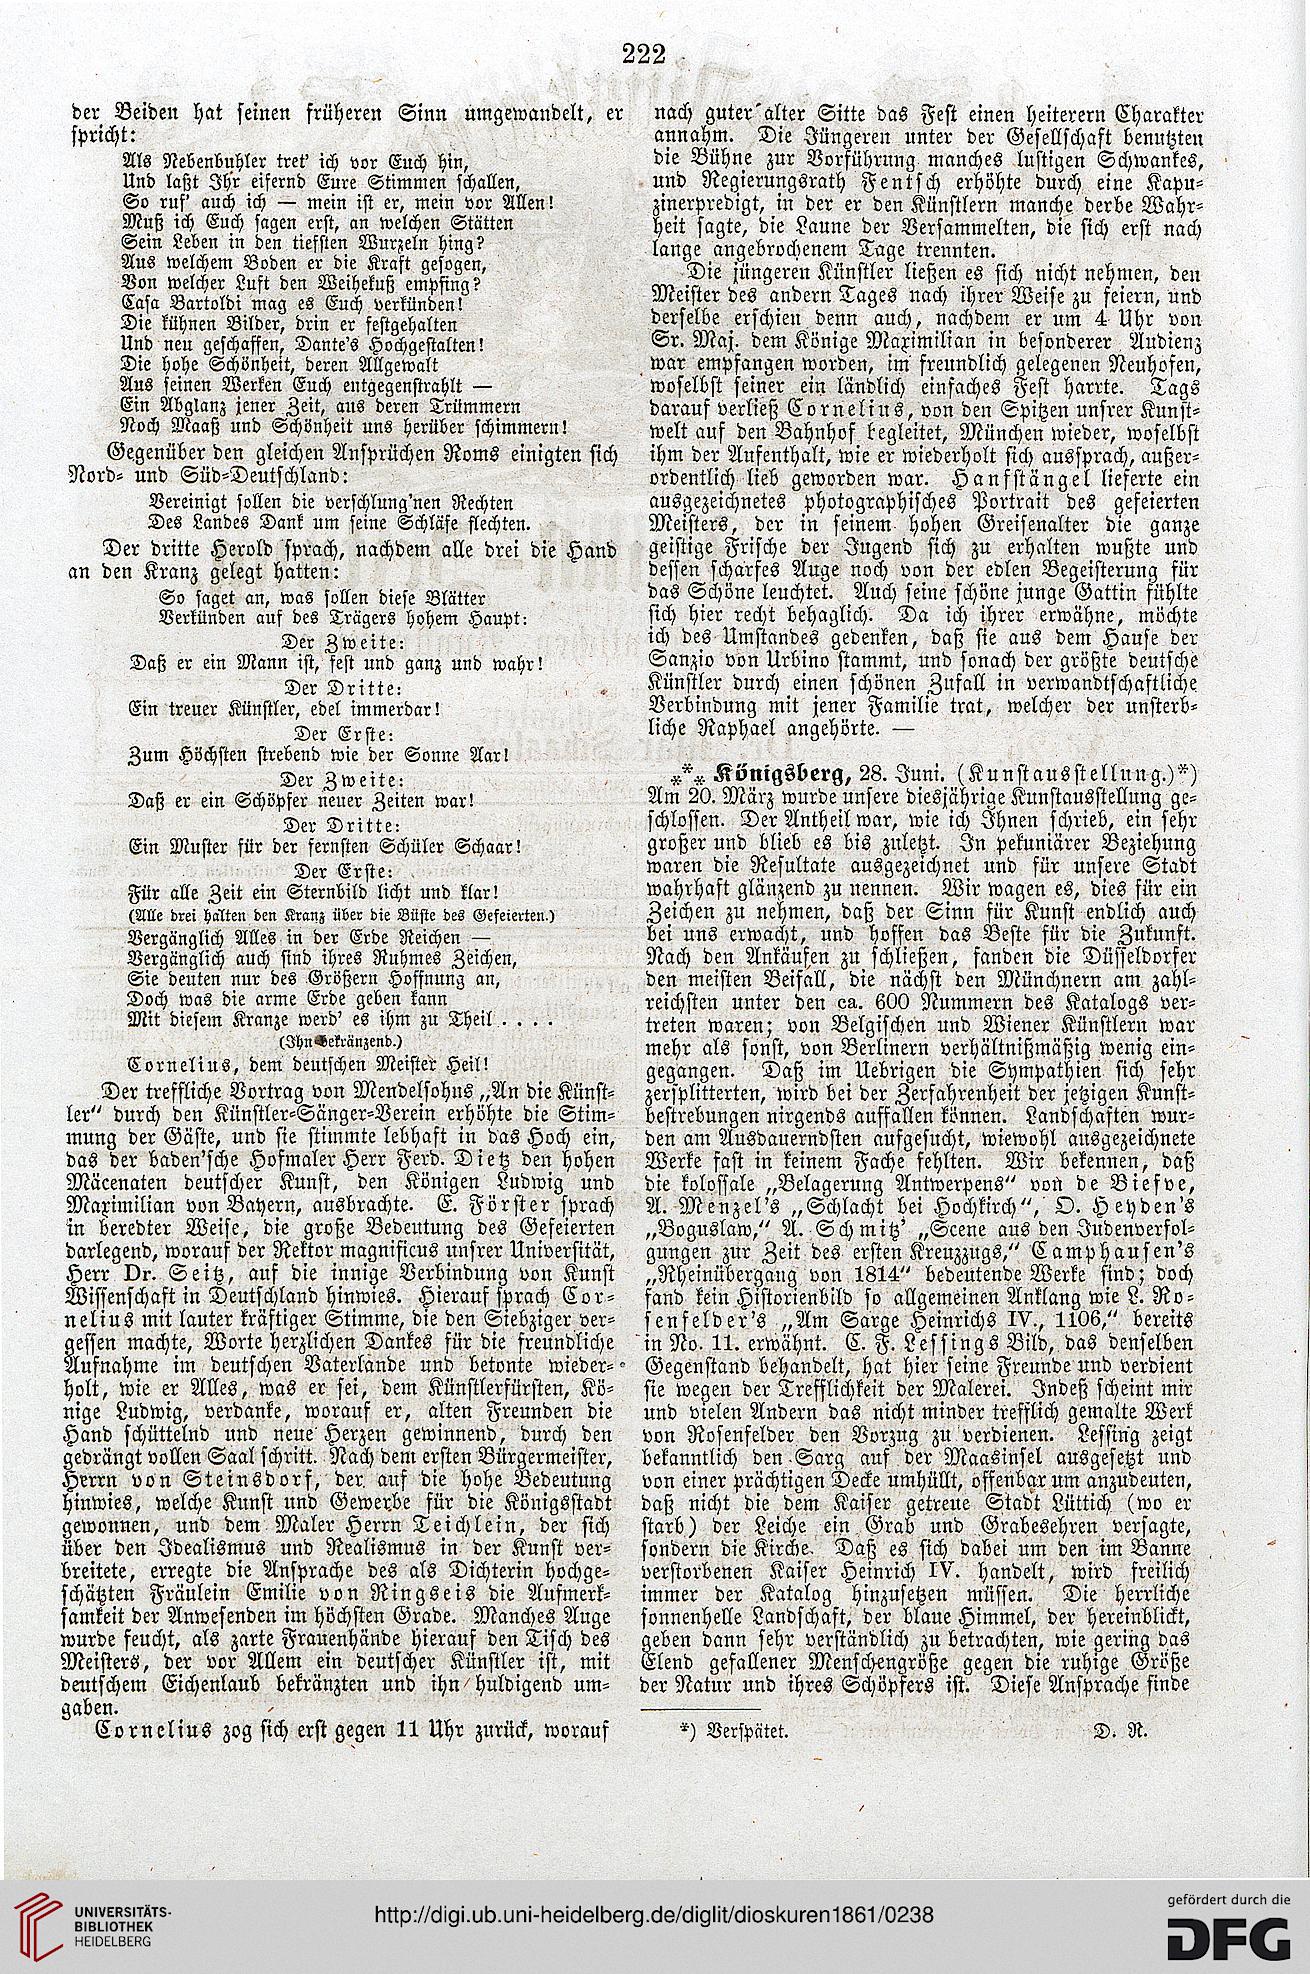 222
der Beiden hat seinen früheren Sinn umgewandelt, er
spricht:
Als Nebenbuhler tret' ich vor Euch hin,
Und laßt Ihr eifernd Eure Stimmen schallen,
So ruf' auch ich — mein ist er, mein vor Allen!
Muß ich Euch sagen erst, an welchen Stätten
Sein Leben in den tiefsten Wurzeln hing?
Aus welchem Boden er die Kraft gesogen,
Von welcher Luft den Weihekuß empfing?
Casa Bartoldi mag es Euch verkünden!
Die kühnen Bilder, drin er festgehalten
Und neu geschaffen, Dante's Hochgestalten!
Die hohe Schönheit, deren Allgewalt
Aus seinen Werken Euch entgegenstrahlt —
Ein Abglanz jener Zeit, aus deren Trümmern
Noch Maaß und Schönheit uns herüber schimmern!
Gegenüber den gleichen Ansprüchen Roms einigten sich
Nord- und Süd-Deutschland:
Vereinigt sollen die verschlung'nen Rechten
Des Landes Dank um seine Schläfe flechten.
Der dritte Herold sprach, nachdem alle drei die Hand
an den Kranz gelegt hatten:
So saget an, was sollen diese Blätter
Verkünden auf des Trägers hohem Haupt:
Der Zweite:
Daß er ein Mann ist, fest und ganz und wahr!
Der Dritte:
Ein treuer Künstler, edel immerdar!
Der Erste:
Zum Höchsten strebend wie der Sonne Aar!
Der Zweite:
Daß er ein Schöpfer neuer Zeiten war!
Der Dritte:
Ein Muster für der fernsten Schüler Schaar!
Der Erste:
Für alle Zeit ein Sternbild licht und klar!
(Alle drei halten den Kranz über die Büste des Gefeierten.)
Vergänglich Alles in der Erde Reichen —
Vergänglich auch sind ihres Ruhmes Zeichen,
Sie deuten nur des Größern Hoffnung an,
Doch was die arme Erde geben kann
Mit diesem Kranze werd' es ihm zu Theil . . . .
(Ihn bekränzend.)
Cornelius, dem deutschen Meister Heil!
Der treffliche Vortrag von Mendelsohns „An die Künst-
ler“ durch den Künstler-Sänger-Verein erhöhte die Stim-
mung der Gäste, und sie stimmte lebhaft in das Hoch ein,
das der baden'sche Hofmaler Herr Ferd. Dietz den hohen
Mäcenaten deutscher Kunst, den Königen Ludwig und
Maximilian von Bayern, ausbrachte. E. Förster sprach
in beredter Weise, die große Bedeutung des Gefeierten
darlegend, worauf der Rektor magnificus unsrer Universität,
Herr Dr. Seitz, auf die innige Verbindung von Kunst
Wissenschaft in Deutschland hinwies. Hierauf sprach Cor-
nelius mit lauter kräftiger Stimme, die den Siebziger ver-
gessen machte, Worte herzlichen Dankes für die freundliche
Aufnahme im deutschen Vaterlande und betonte wieder-
holt, wie er Alles, was er sei, dem Künstlerfürsten, Kö-
nige Ludwig, verdanke, worauf er, alten Freunden die
Hand schüttelnd und neue Herzen gewinnend, durch den
gedrängt vollen Saal schritt. Nach dem ersten Bürgermeister,
Herrn von Steinsdorf, der auf die hohe Bedeutung
hinwies, welche Kunst und Gewerbe für die Königsstadt
gewonnen, und dem Maler Herrn Teichlein, der sich
über den Idealismus und Realismus in der Kunst ver-
breitete, erregte die Ansprache des als Dichterin hochge-
schätzten Fräulein Emilie von Ringseis die Aufmerk-
samkeit der Anwesenden im höchsten Grade. Manches Auge
wurde feucht, als zarte Frauenhände hierauf den Tisch des
Meisters, der vor Allem ein deutscher Künstler ist, mit
deutschem Eichenlaub bekränzten und ihn huldigend um-
gaben.
Cornelius zog sich erst gegen 11 Uhr zurück, worauf
nach guter alter Sitte das Fest einen heiterern Charakter
annahm. Die Jüngeren unter der Gesellschaft benutzten
die Bühne zur Vorführung manches lustigen Schwankes,
und Regierungsrath Fentsch erhöhte durch eine Kapu-
zinerpredigt, in der er den Künstlern manche derbe Wahr-
heit sagte, die Laune der Versammelten, die sich erst nach
lange angebrochenem Tage trennten.
Die jüngeren Künstler ließen es sich nicht nehmen, den
Meister des andern Tages nach ihrer Weise zu feiern, und
derselbe erschien denn auch, nachdem er um 4 Uhr von
Sr. Maj. dem Könige Maximilian in besonderer Audienz
war empfangen worden, im freundlich gelegenen Neuhofen,
woselbst seiner ein ländlich einfaches Fest harrte. Tags
darauf verließ Cornelius, von den Spitzen unsrer Kunst-
welt auf den Bahnhof begleitet, München wieder, woselbst
ihm der Aufenthalt, wie er wiederholt sich aussprach, außer-
ordentlich lieb geworden war. Hanfstängel lieferte ein
ausgezeichnetes photographisches Portrait des gefeierten
Meisters, der in seinem hohen Greisenalter die ganze
geistige Frische der Jugend sich zu erhalten wußte und
dessen scharfes Auge noch von der edlen Begeisterung für
das Schöne leuchtet. Auch seine schöne junge Gattin fühlte
sich hier recht behaglich. Da ich ihrer erwähne, möchte
ich des Umstandes gedenken, daß sie aus dem Hause der
Sanzio von Urbino stammt, und sonach der größte deutsche
Künstler durch einen schönen Zufall in verwandtschaftliche
Verbindung mit jener Familie trat, welcher der unsterb-
liche Raphael angehörte. —
*** Königsberg, 28. Juni. (Kunstausstellung.)*)
Am 20. März wurde unsere diesjährige Kunstausstellung ge-
schlossen. Der Antheil war, wie ich Ihnen schrieb, ein sehr
großer und blieb es bis zuletzt. In pekuniärer Beziehung
waren die Resultate ausgezeichnet und für unsere Stadt
wahrhaft glänzend zu nennen. Wir wagen es, dies für ein
Zeichen zu nehmen, daß der Sinn für Kunst endlich auch
bei uns erwacht, und hoffen das Beste für die Zukunft.
Nach den Ankäufen zu schließen, fanden die Düsseldorfer
den meisten Beifall, die nächst den Münchnern am zahl-
reichsten unter den ca. 600 Nummern des Katalogs ver-
treten waren; von Belgischen und Wiener Künstlern war
mehr als sonst, von Berlinern verhältnißmäßig wenig ein-
gegangen. Daß im Uebrigen die Sympathien sich sehr
zersplitterten, wird bei der Zerfahrenheit der jetzigen Kunst-
bestrebungen nirgends auffallen können. Landschaften wur-
den am Ausdauerndsten aufgesucht, wiewohl ausgezeichnete
Werke fast in keinem Fache fehlten. Wir bekennen, daß
die kolossale „Belagerung Antwerpens“ von de Biefve,
A. Menzel's „Schlacht bei Hochkirch“, O. Heyden's
„Boguslaw,“ A. Schmitz' „Scene aus den Judenverfol-
gungen zur Zeit des ersten Kreuzzugs,“ Camphausen's
„Rheinübergang von 1814“ bedeutende Werke sind; doch
fand kein Historienbild so allgemeinen Anklang wie L. Ro-
senfelder's „Am Sarge Heinrichs IV., 1106,“ bereits
in No. 11. erwähnt. C. F. Lessings Bild, das denselben
Gegenstand behandelt, hat hier seine Freunde und verdient
sie wegen der Trefflichkeit der Malerei. Indeß scheint mir
und vielen Andern das nicht minder trefflich gemalte Werk
von Rosenfelder den Vorzug zu verdienen. Lessing zeigt
bekanntlich den Sarg auf der Maasinsel ausgesetzt und
von einer prächtigen Decke umhüllt, offenbar um anzudeuten,
daß nicht die dem Kaiser getreue Stadt Lüttich (wo er
starb) der Leiche ein Grab und Grabesehren versagte,
sondern die Kirche. Daß es sich dabei um den im Banne
verstorbenen Kaiser Heinrich IV. handelt, wird freilich
immer der Katalog hinzusetzen müssen. Die herrliche
sonnenhelle Landschaft, der blaue Himmel, der hereinblickt,
geben dann sehr verständlich zu betrachten, wie gering das
Elend gefallener Menschengröße gegen die ruhige Größe
der Natur und ihres Schöpfers ist. Diese Ansprache finde
*) Verspätet. D. R.
UNIVERSITÄTS-
BIBLIOTHEK
HEIDELBERG
http://digi.ub.uni-heidelberg.de/diglit/dioskuren1861/0238
gefördert durch die
DFG